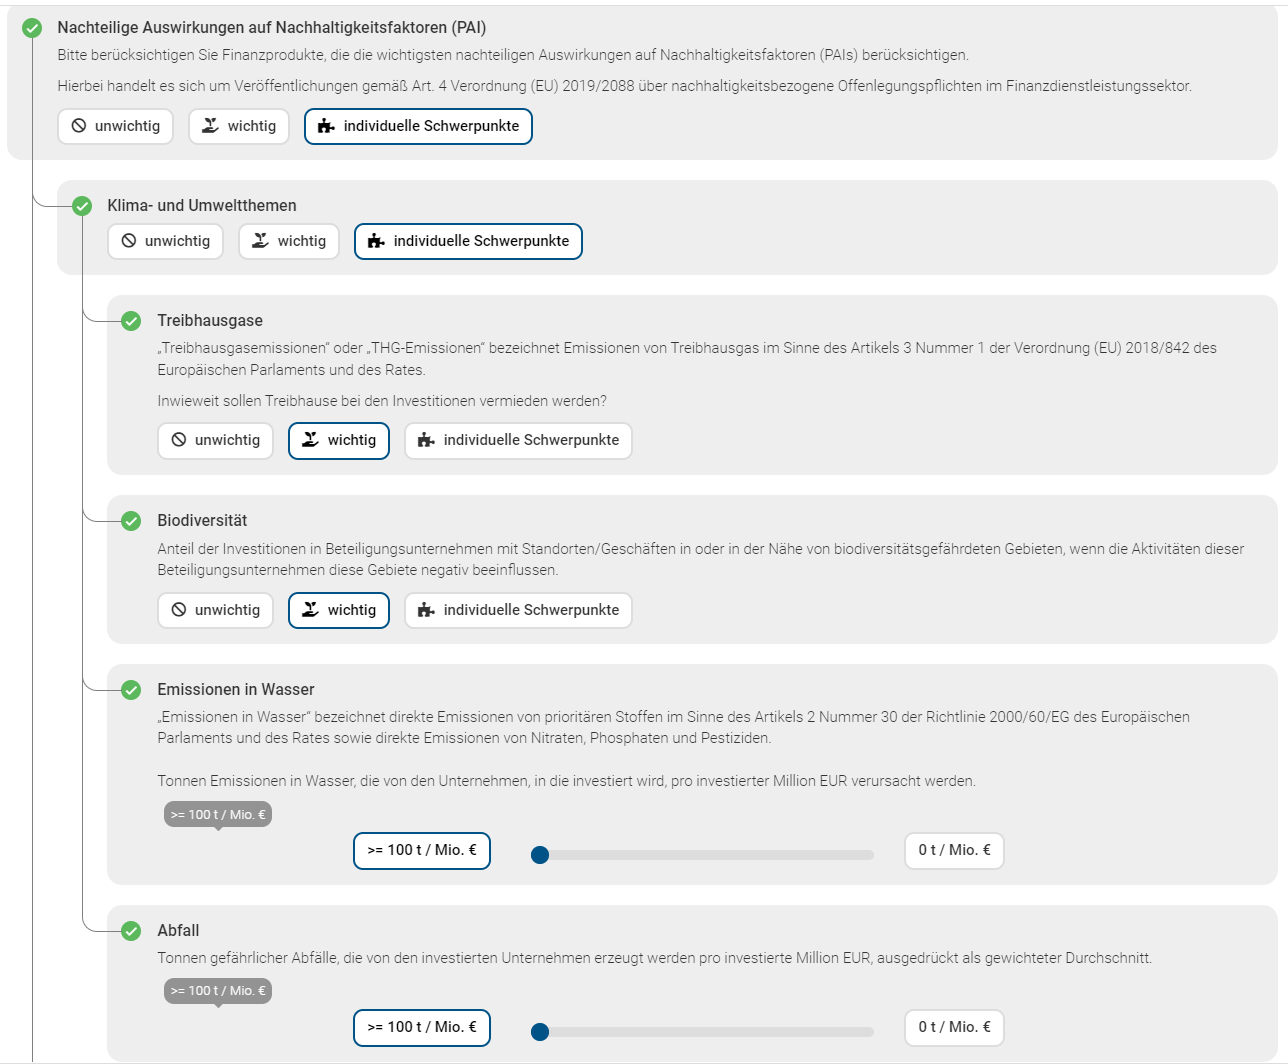 Nachteilige Auswirkungen auf Nachhaltigkeitsfaktoren (PAI)
Bitte berücksichtigen Sie Finanzprodukte, die die wichtigsten nachteiligen Auswirkungen auf Nachhaltigkeitsfaktoren (PAIs) berücksichtigen.
Hierbei handelt es sich um Veröffentlichungen gemäß Art. 4 Verordnung (EU) 2019/2088 über nachhaltigkeitsbezogene Offenlegungspflichten im Finanzdienstleistungssektor.
unwichtig wichtig individuelle Schwerpunkte
Klima- und Umweltthemen
unwichtig wichtig individuelle Schwerpunkte
Treibhausgase
„Treibhausgasemissionen“ oder „THG-Emissionen“ bezeichnet Emissionen von Treibhausgas im Sinne des Artikels 3 Nummer 1 der Verordnung (EU) 2018/842 des
Europäischen Parlaments und des Rates.
Inwieweit sollen Treibhause bei den Investitionen vermieden werden?
unwichtig wichtig individuelle Schwerpunkte
Biodiversität
Anteil der Investitionen in Beteiligungsunternehmen mit Standorten/Geschäften in oder in der Nähe von biodiversitätsgefährdeten Gebieten, wenn die Aktivitäten dieser
Beteiligungsunternehmen diese Gebiete negativ beeinflussen.
unwichtig wichtig individuelle Schwerpunkte
Emissionen in Wasser
„Emissionen in Wasser“ bezeichnet direkte Emissionen von prioritären Stoffen im Sinne des Artikels 2 Nummer 30 der Richtlinie 2000/60/EG des Europäischen
Parlaments und des Rates sowie direkte Emissionen von Nitraten, Phosphaten und Pestiziden.
Tonnen Emissionen in Wasser, die von den Unternehmen, in die investiert wird, pro investierter Million EUR verursacht werden.
>= 100 t / Mio. €
>= 100 t / Mio. € 0 t / Mio. €
Abfall
Tonnen gefährlicher Abfälle, die von den investierten Unternehmen erzeugt werden pro investierte Million EUR, ausgedrückt als gewichteter Durchschnitt.
>= 100 t / Mio. €
>= 100 t / Mio. € 0 t / Mio. €